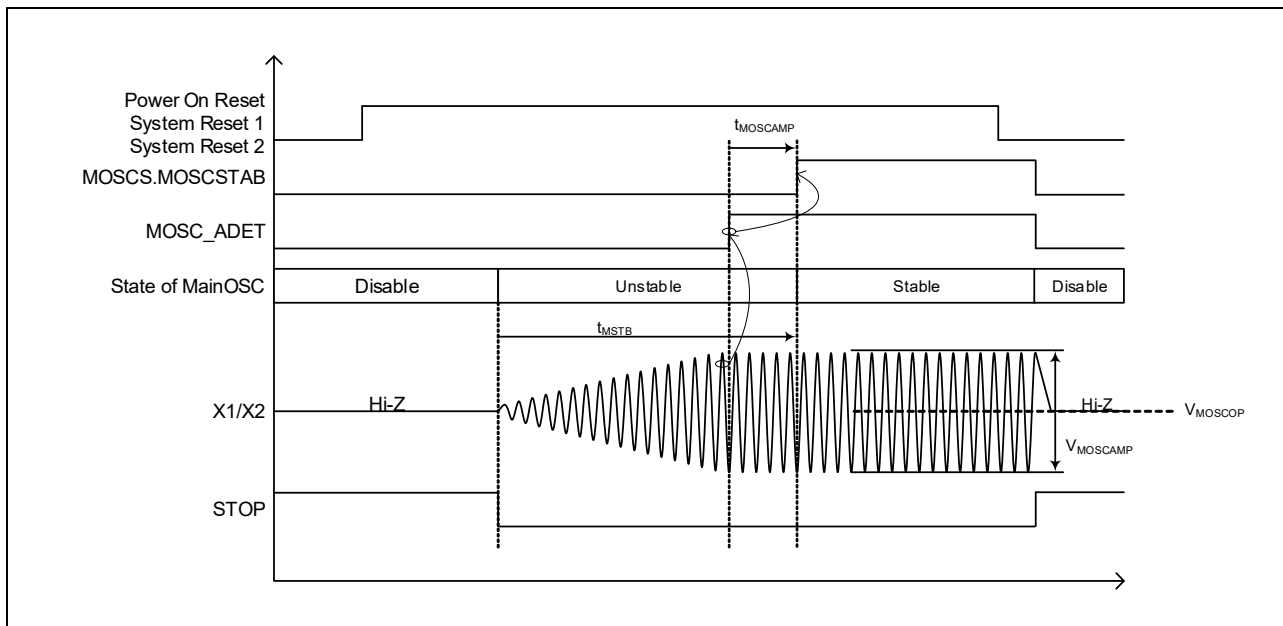 Power On Reset
System Reset 1
System Reset 2
tMOSCAMP
MOSCS.MOSCSTAB
MOSC_ADET
State of MainOSC
Disable
Unstable
Stable
Disable
tMSTB
X1/X2
Hi-Z
Hi-Z
VMOSCOP
VMOSCAMP
STOP